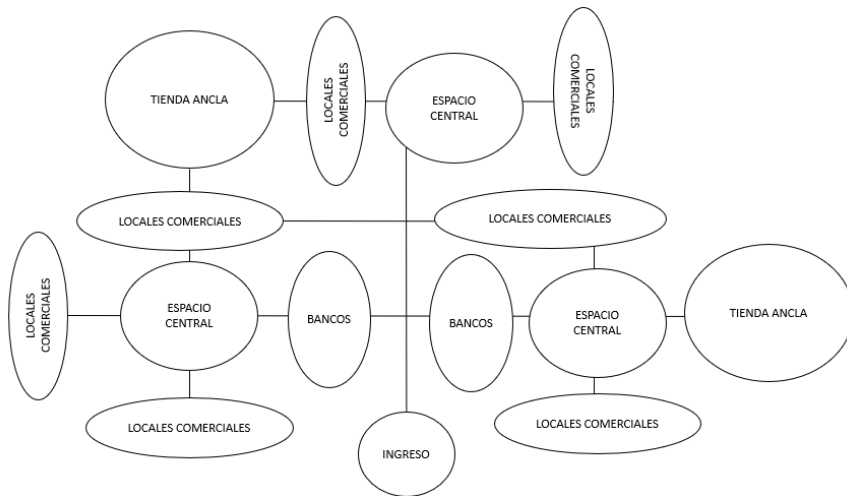 TIENDA ANCLA
LOCALES
COMERCIALES
ESPACIO
CENTRAL
LOCALES
COMERCIALES
LOCALES COMERCIALES
LOCALES COMERCIALES
LOCALES
COMERCIALES
ESPACIO
CENTRAL
BANCOS
BANCOS
ESPACIO
CENTRAL
TIENDA ANCLA
LOCALES COMERCIALES
INGRESO
LOCALES COMERCIALES